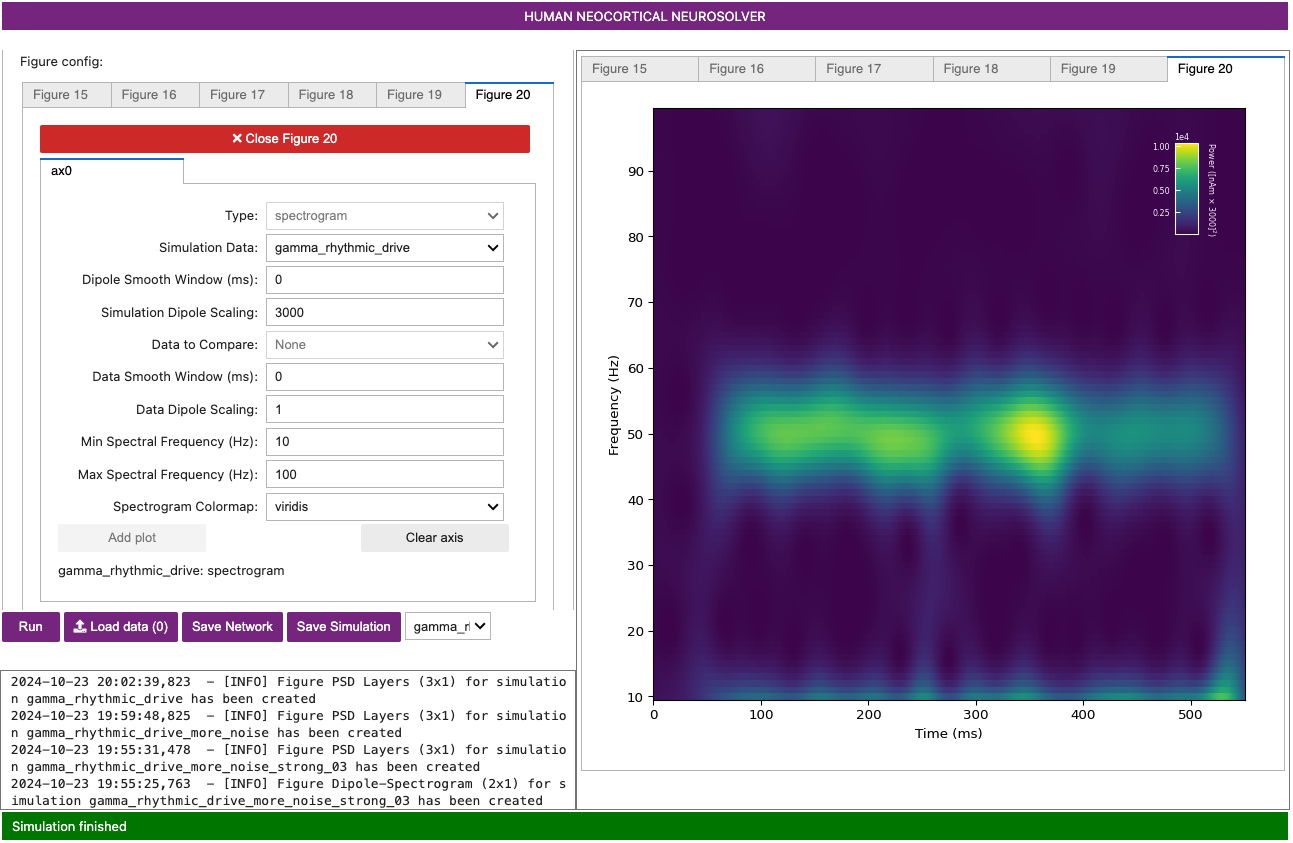 HUMAN NEOCORTICAL NEUROSOLVER
Figure config:
Figure 15 Figure 16 Figure 17 Figure 18 Figure 19 Figure 20
Close Figure 20
ax0
Type: spectrogram
Simulation Data: gamma_rhythmic_drive
Dipole Smooth Window (ms): 0
Simulation Dipole Scaling: 3000
Data to Compare: None
Data Smooth Window (ms): 0
Data Dipole Scaling: 1
Min Spectral Frequency (Hz): 10
Max Spectral Frequency (Hz): 100
Spectrogram Colormap: viridis
Add plot Clear axis
gamma_rhythmic_drive: spectrogram
Run Load data (0) Save Network Save Simulation gamma_r
2024-10-23 20:02:39,823 - [INFO] Figure PSD Layers (3x1) for simulatio
n gamma_rhythmic_drive has been created
2024-10-23 19:59:48,825 - [INFO] Figure PSD Layers (3x1) for simulatio
n gamma_rhythmic_drive_more_noise has been created
2024-10-23 19:55:31,478 - [INFO] Figure PSD Layers (3x1) for simulatio
n gamma_rhythmic_drive_more_noise_strong_03 has been created
2024-10-23 19:55:25,763 - [INFO] Figure Dipole-Spectrogram (2x1) for s
imulation gamma_rhythmic_drive_more_noise_strong_03 has been created
Figure 15 Figure 16 Figure 17 Figure 18 Figure 19 Figure 20
1e4
1.00
0.75
0.50
0.25
Power ([nAm × 3000]²)
90
80
70
60
50
40
30
20
10
Frequency (Hz)
0 100 200 300 400 500
Time (ms)
Simulation finished